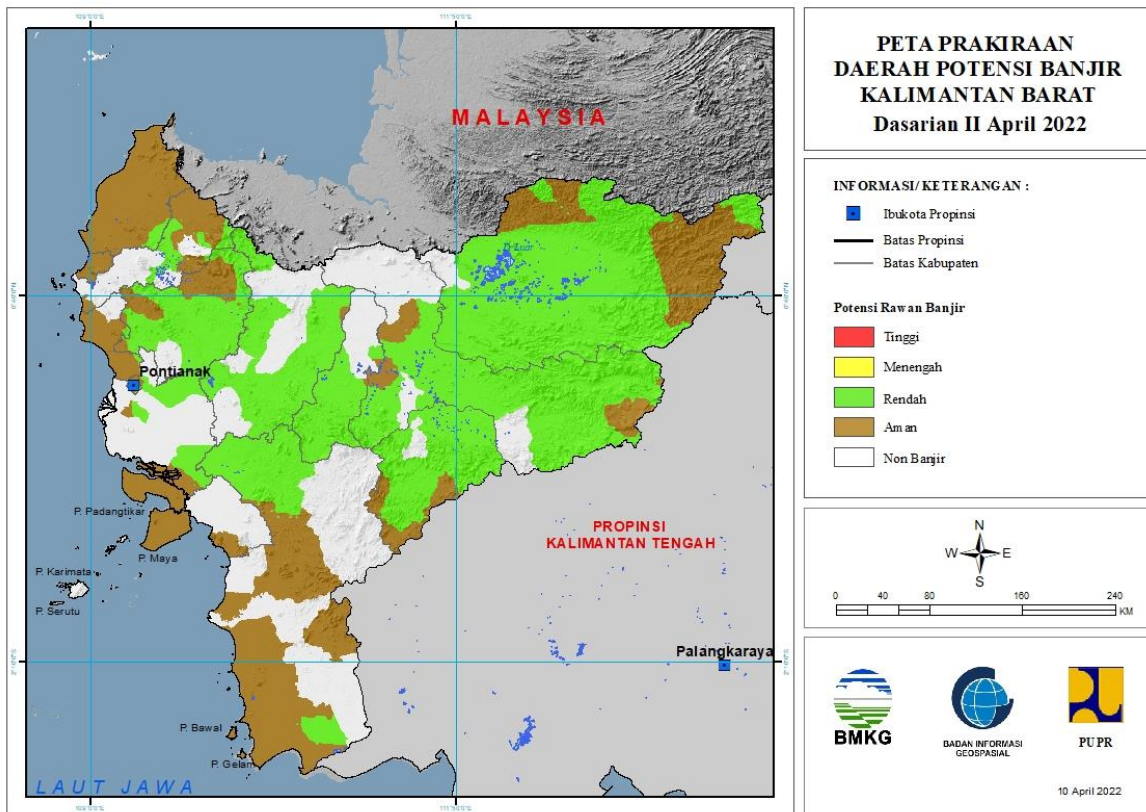 PETA PRAKIRAAN
DAERAH POTENSI BANJIR
KALIMANTAN BARAT
Dasarian II April 2022
INFORMASI/ KETERANGAN :
Ibukota Propinsi
Batas Propinsi
Batas Kabupaten
Potensi Rawan Banjir
Tinggi
Menengah
Rendah
Aman
Non Banjir
N
W E
S
0 40 80 160 240
KM
BMKG
BADAN INFORMASI
GEOSPASIAL
PUPR
10 April 2022
MALAYSIA
Pontianak
P. Padangtikar
P. Maya
P. Karimata
P. Serutu
PROPINSI
KALIMANTAN TENGAH
Palangkaraya
P. Bawal
P. Gelam
LAUT JAWA